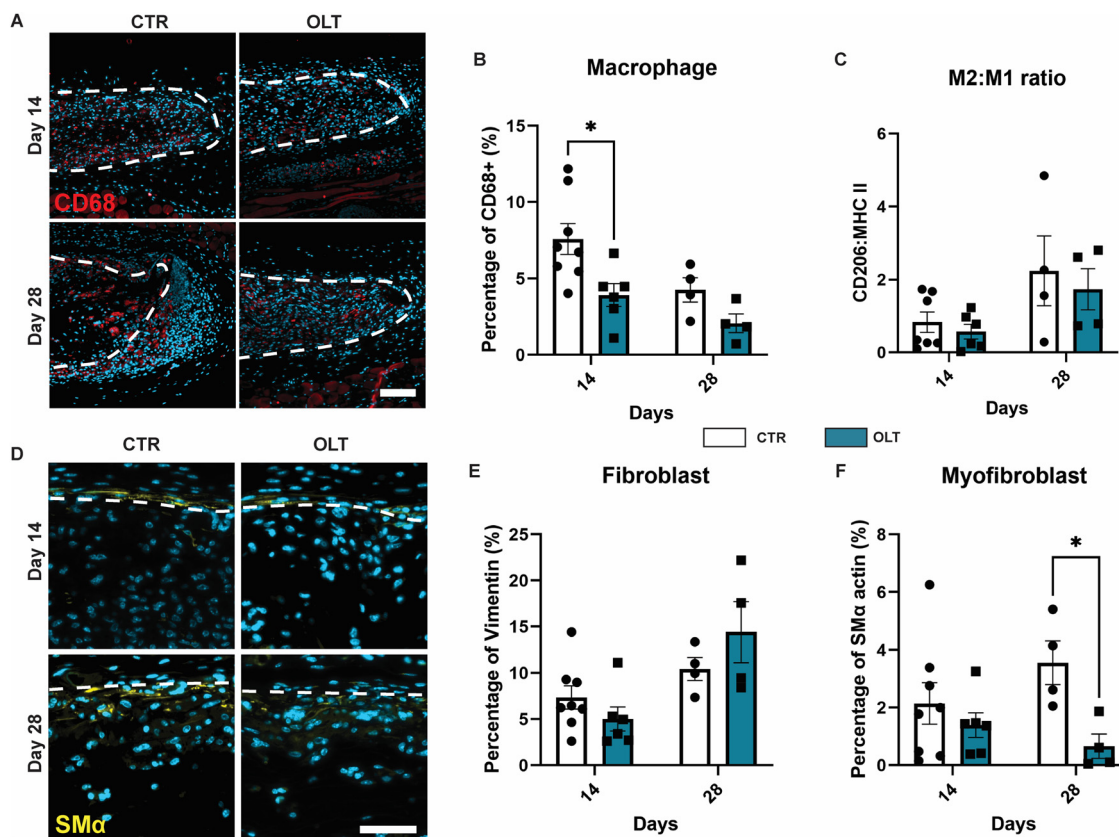 A
CTR
OLT
Day 14
CD68
Day 28
B
Macrophage
Percentage of CD68+ (%)
15
10
5
0
*
14
28
Days
C
M2:M1 ratio
CD206:MHC II
6
4
2
0
14
28
Days
CTR
OLT
D
CTR
OLT
Day 14
Day 28
SMα
E
Fibroblast
Percentage of Vimentin (%)
25
20
15
10
5
0
14
28
Days
F
Myofibroblast
Percentage of SMα actin (%)
8
6
4
2
0
*
14
28
Days